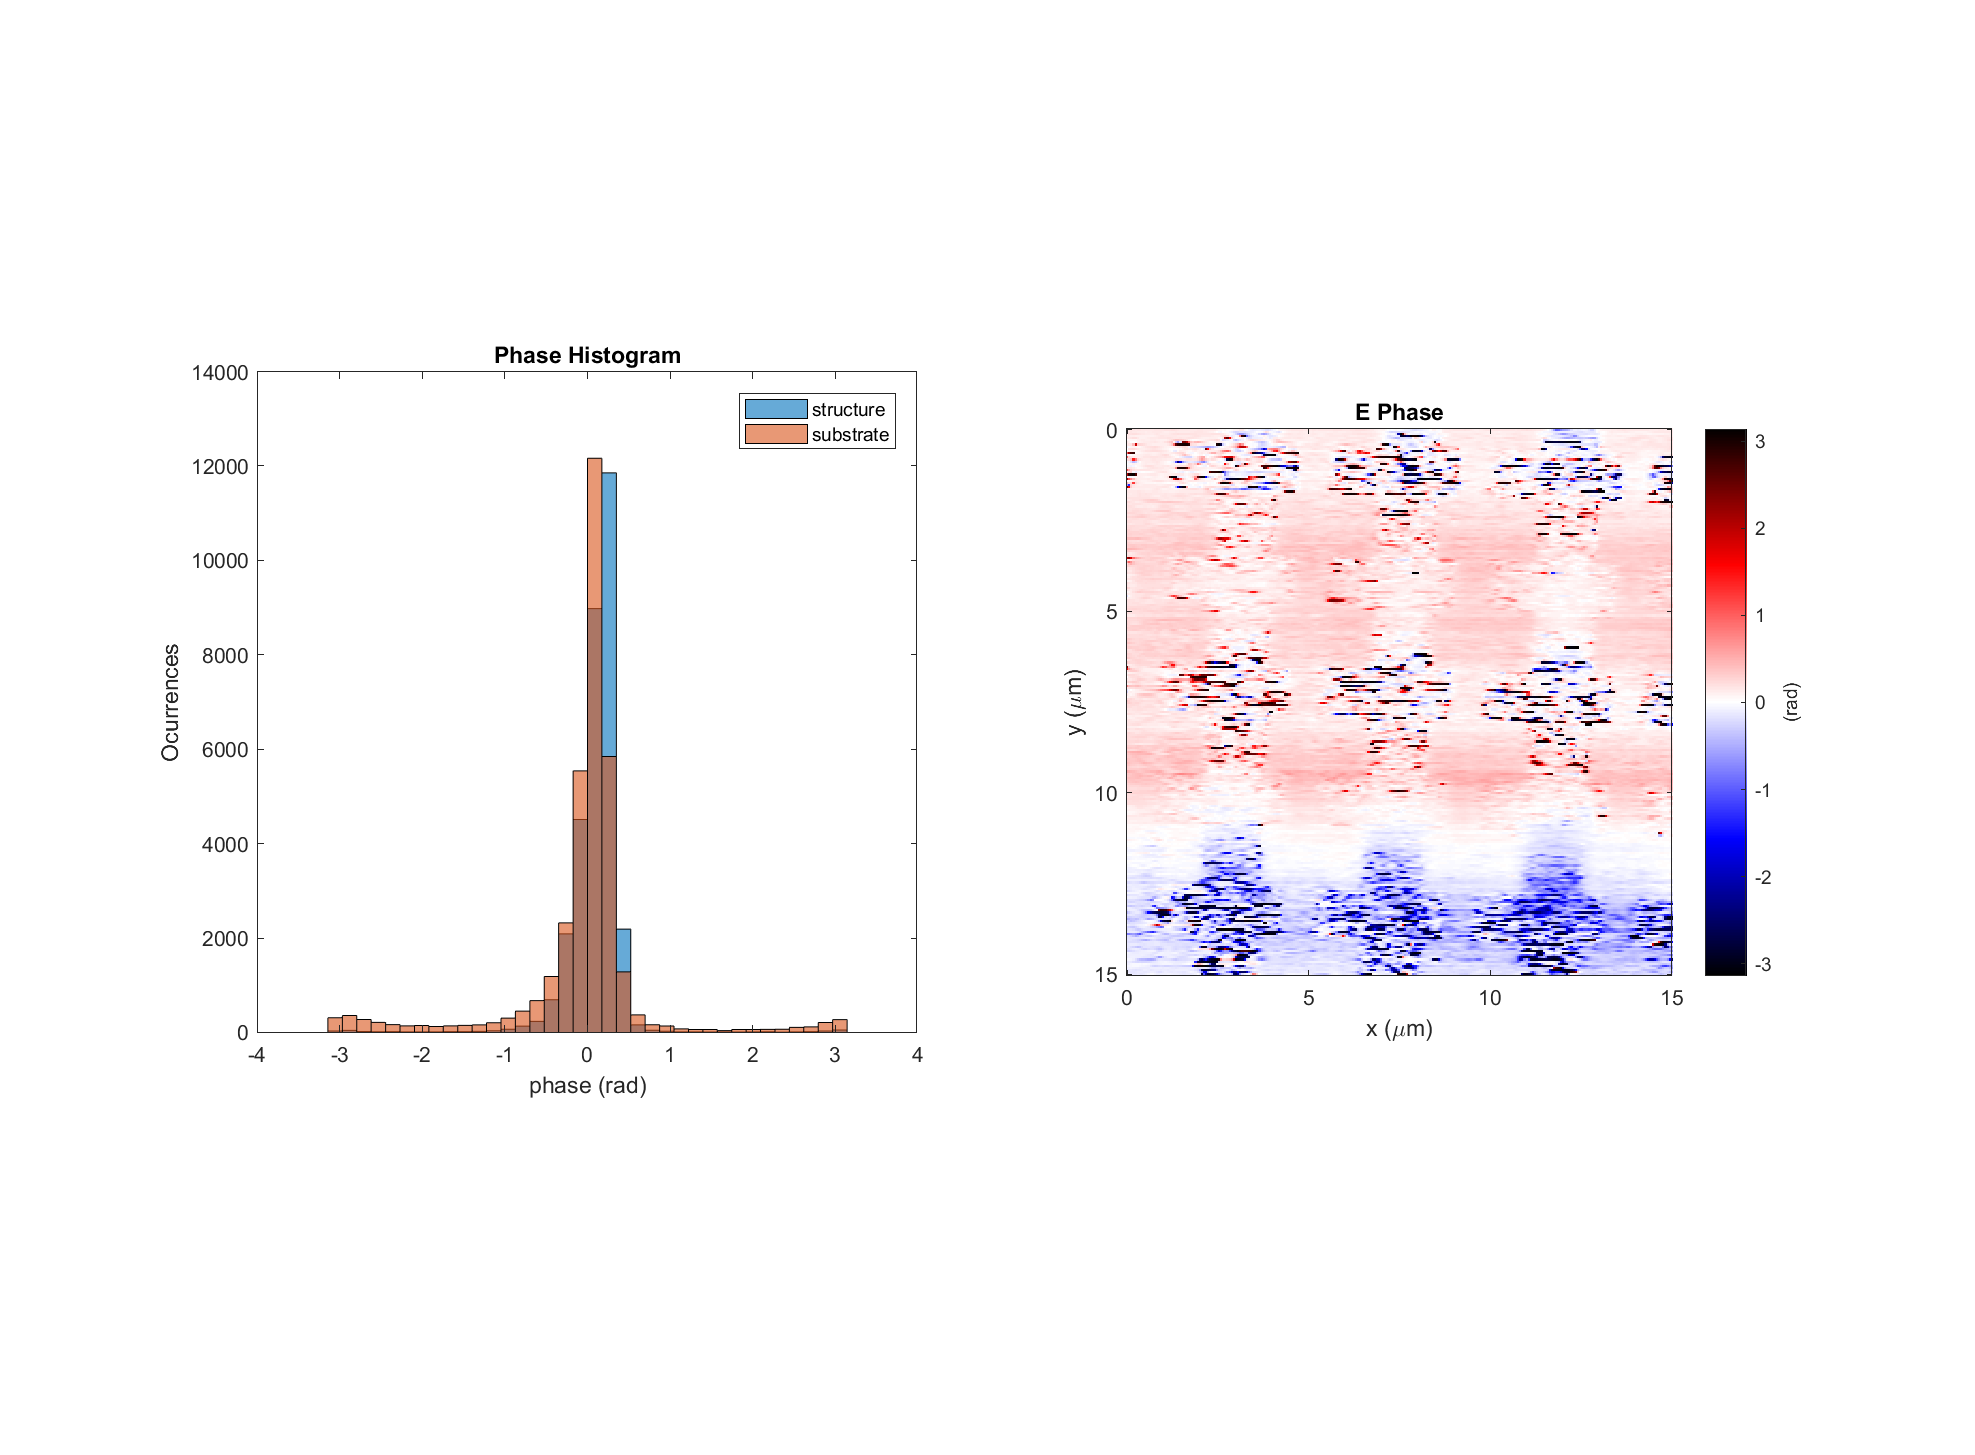 Phase Histogram
14000
12000
10000
8000
6000
4000
2000
0
Ocurrences
structure
substrate
-4 -3 -2 -1 0 1 2 3 4
phase (rad)
E Phase
0
5
10
15
y (μm)
0 5 10 15
x (μm)
3
2
1
0
-1
-2
-3
(rad)